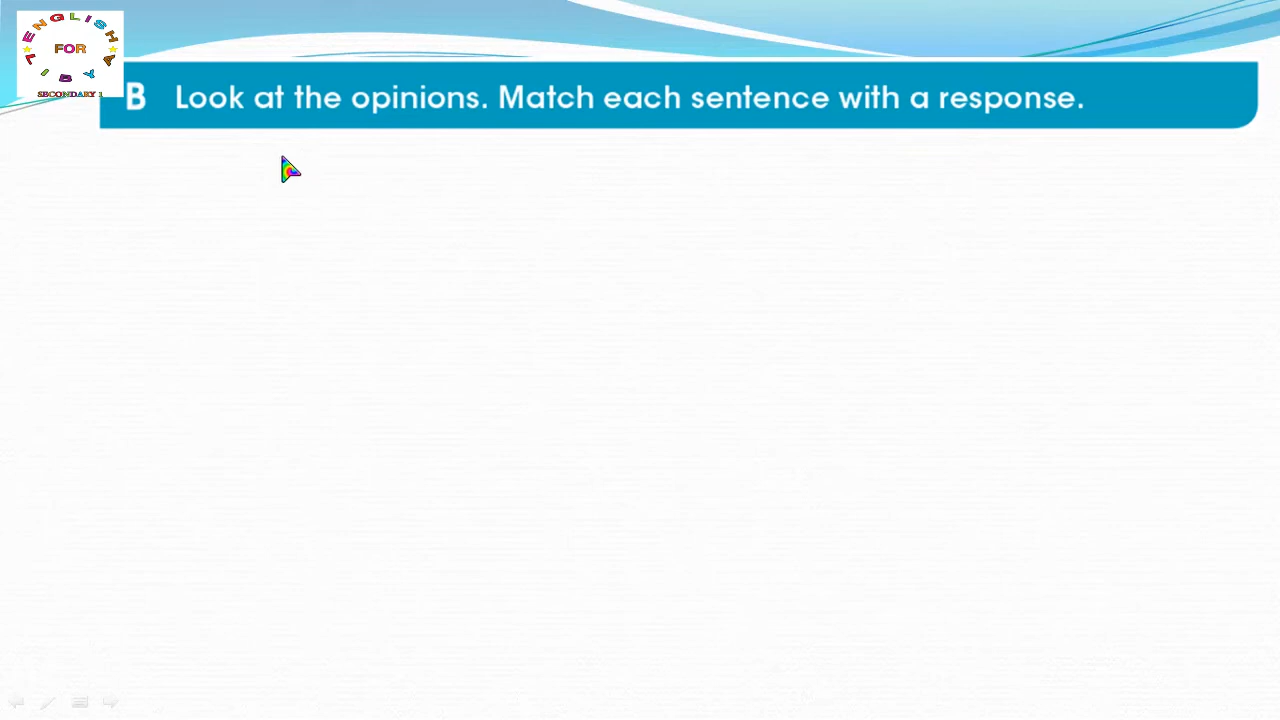 ENGLISH
FOR
LIBYA
SECONDARY 1
B Look at the opinions. Match each sentence with a response.